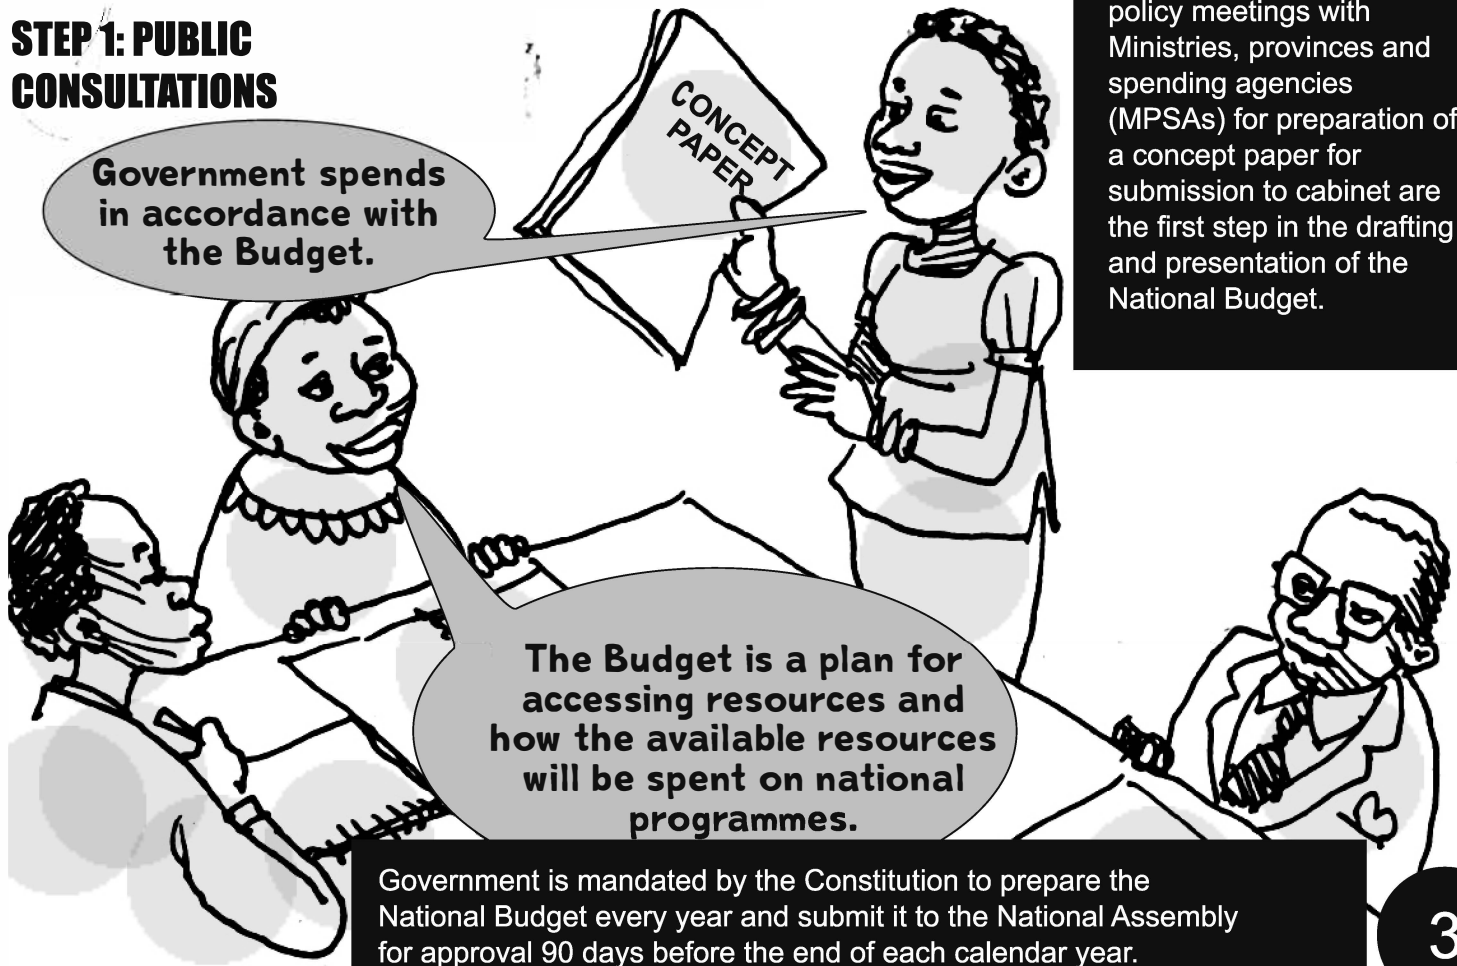 STEP 1: PUBLIC
CONSULTATIONS
Government spends
in accordance with
the Budget.
CONCEPT
PAPER
policy meetings with
Ministries, provinces and
spending agencies
(MPSAs) for preparation of
a concept paper for
submission to cabinet are
the first step in the drafting
and presentation of the
National Budget.
The Budget is a plan for
accessing resources and
how the available resources
will be spent on national
programmes.
Government is mandated by the Constitution to prepare the
National Budget every year and submit it to the National Assembly
for approval 90 days before the end of each calendar year.
3